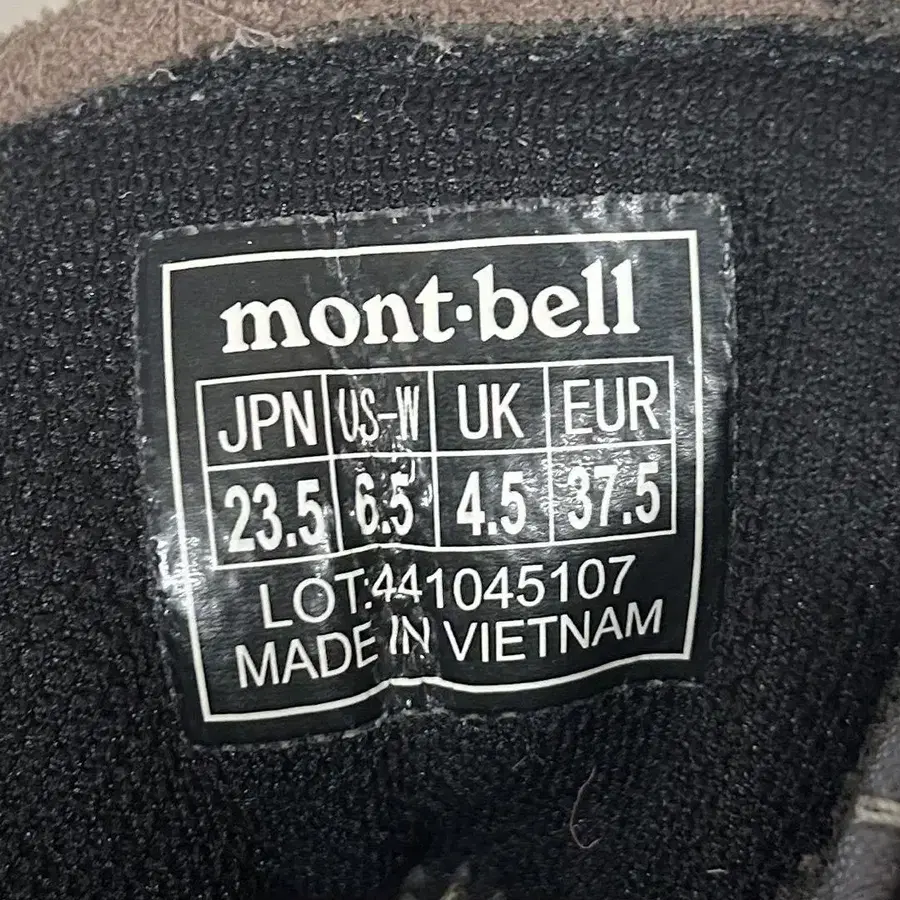 mont·bell
JPN US-W UK EUR
23.5 6.5 4.5 37.5
LOT:441045107
MADE IN VIETNAM